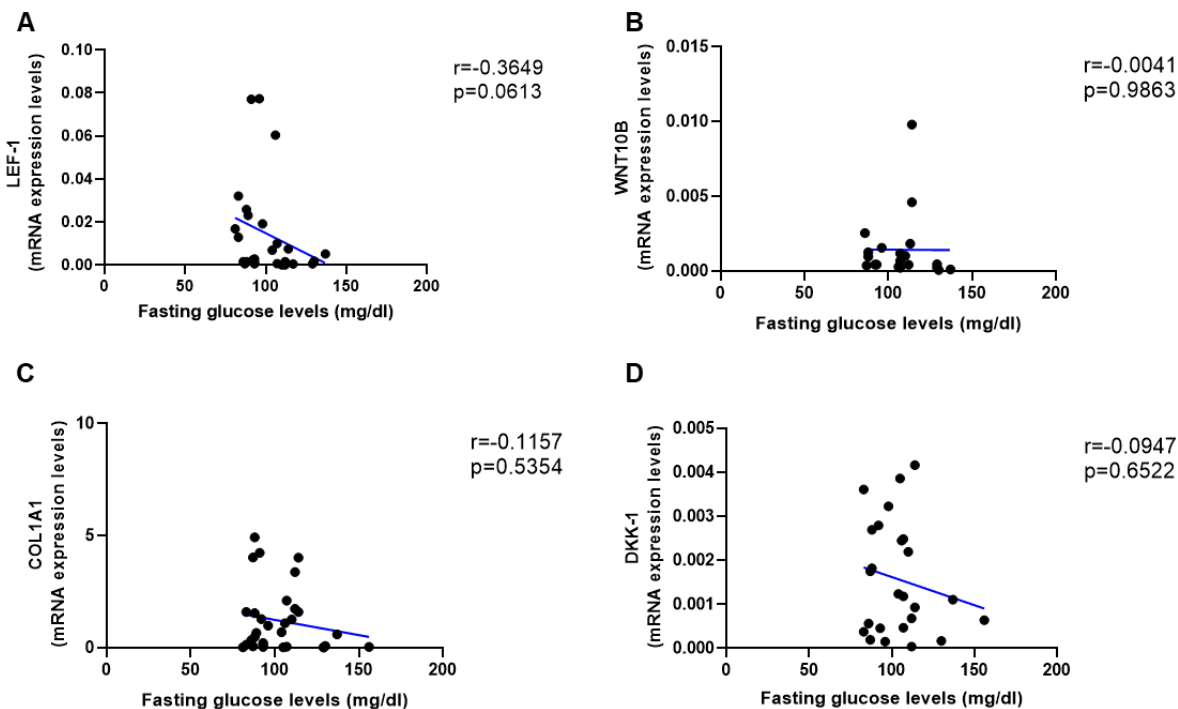 A
LEF-1
(mRNA expression levels)
0.10
0.08
0.06
0.04
0.02
0.00
0
50
100
150
200
Fasting glucose levels (mg/dl)
r=-0.3649
p=0.0613
B
WNT10B
(mRNA expression levels)
0.015
0.010
0.005
0.000
0
50
100
150
200
Fasting glucose levels (mg/dl)
r=-0.0041
p=0.9863
C
COL1A1
(mRNA expression levels)
10
5
0
0
50
100
150
200
Fasting glucose levels (mg/dl)
r=-0.1157
p=0.5354
D
DKK-1
(mRNA expression levels)
0.005
0.004
0.003
0.002
0.001
0.000
0
50
100
150
200
Fasting glucose levels (mg/dl)
r=-0.0947
p=0.6522